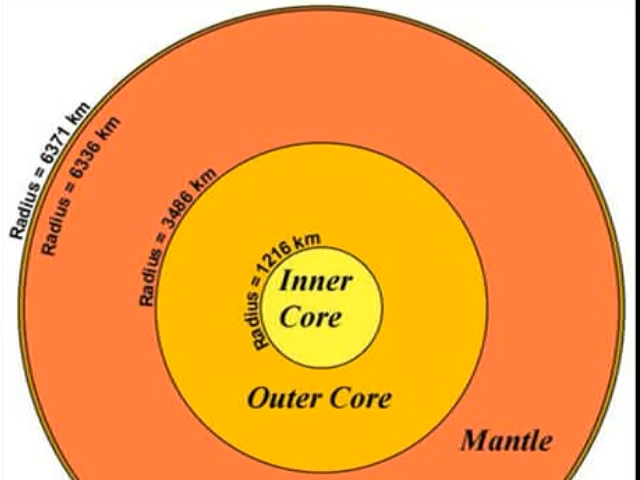 Radius = 6371 km
Radius = 6336 km
Radius = 3486 km
Radius = 1216 km
Inner
Core
Outer Core
Mantle